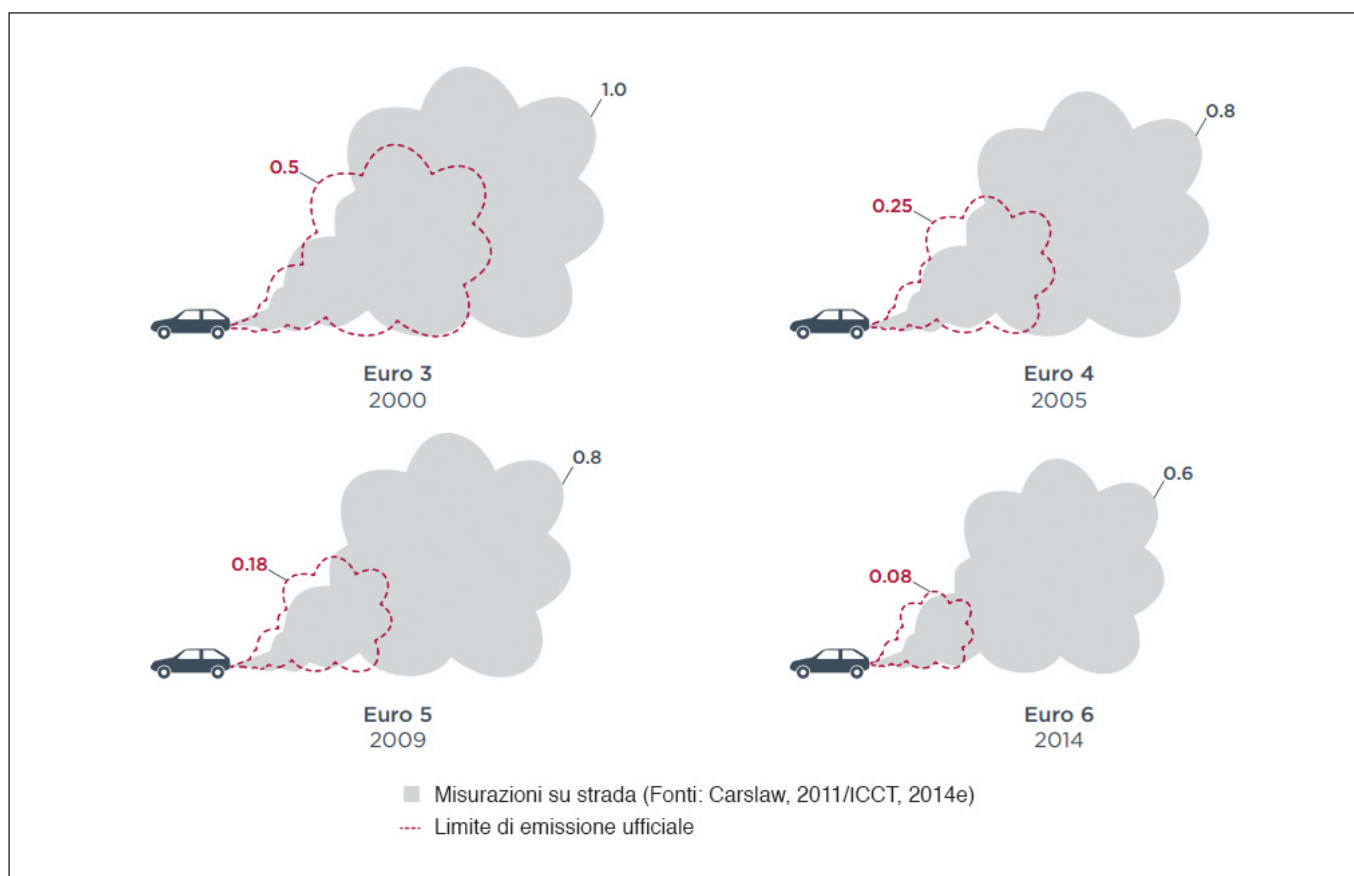 1.0
0.5
Euro 3
2000
0.8
0.25
Euro 4
2005
0.8
0.18
Euro 5
2009
0.6
0.08
Euro 6
2014
Misurazioni su strada (Fonti: Carslaw, 2011/ICCT, 2014e)
Limite di emissione ufficiale